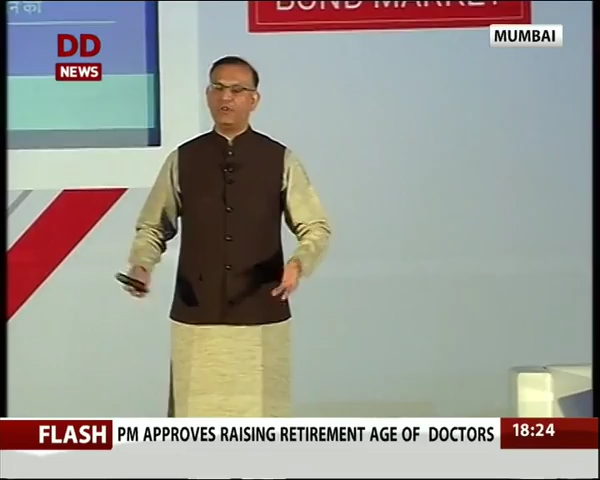 न का
BOND MARKET
MUMBAI
DD
NEWS
FLASH
PM APPROVES RAISING RETIREMENT AGE OF DOCTORS
18:24